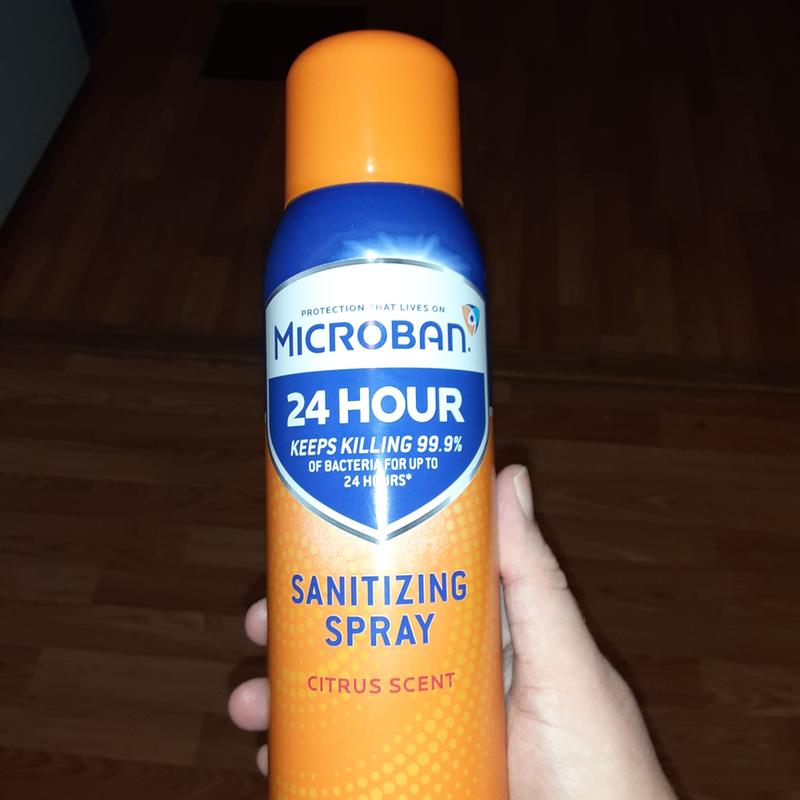 PROTECTION THAT LIVES ON
MICROBAN
24 HOUR
KEEPS KILLING 99.9%
OF BACTERIA FOR UP TO
24 HOURS*
SANITIZING
SPRAY
CITRUS SCENT